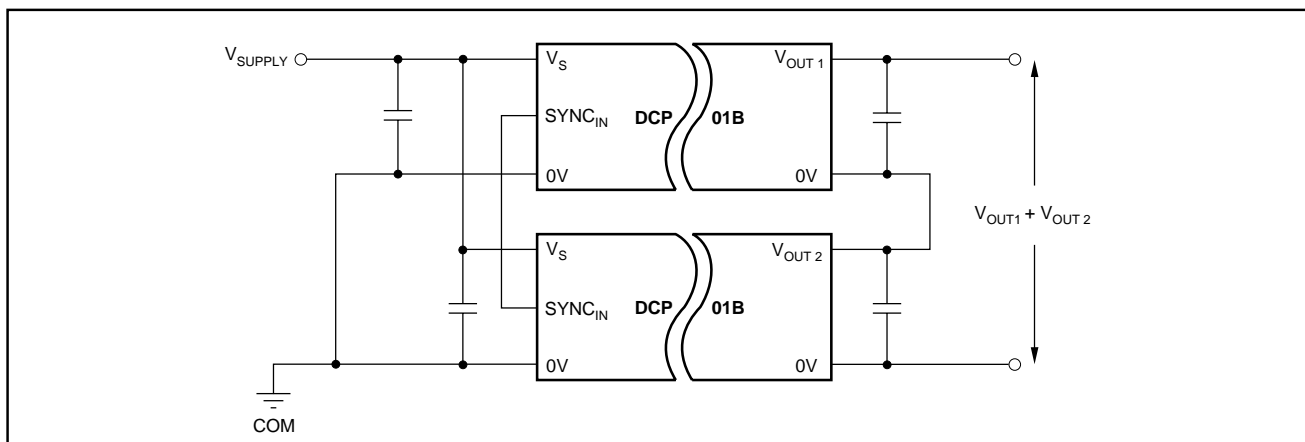 V_SUPPLY
V_S
V_OUT 1
SYNC_IN
DCP
01B
0V
0V
V_OUT1 + V_OUT 2
V_S
V_OUT 2
SYNC_IN
DCP
01B
0V
0V
COM